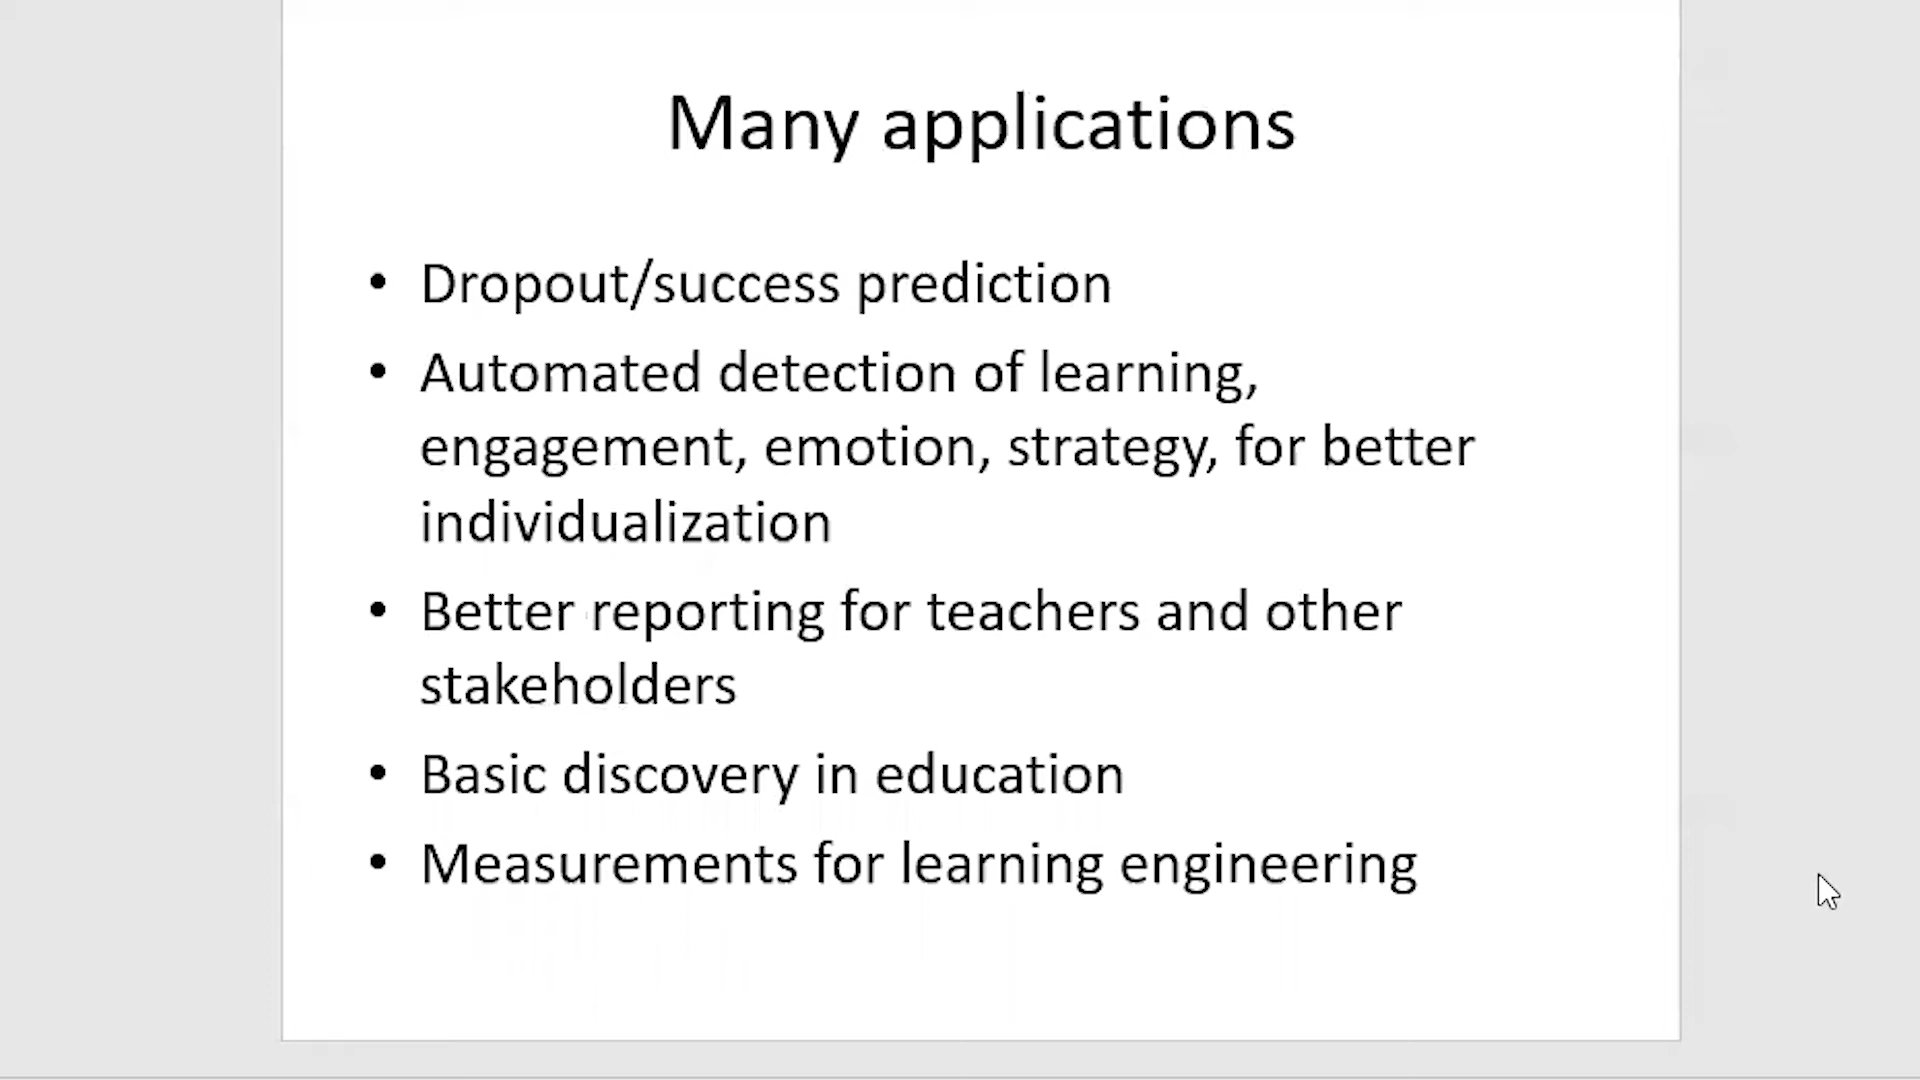 Many applications
• Dropout/success prediction
• Automated detection of learning,
engagement, emotion, strategy, for better
individualization
• Better reporting for teachers and other
stakeholders
• Basic discovery in education
• Measurements for learning engineering